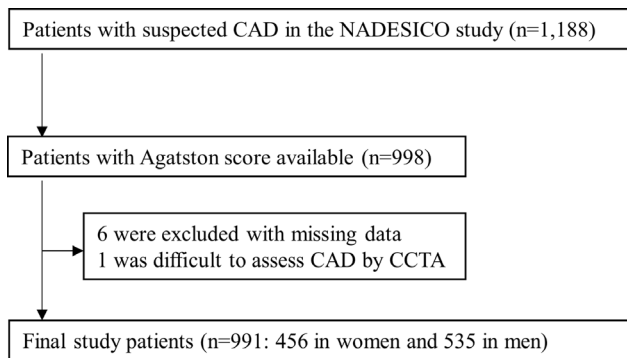 Patients with suspected CAD in the NADESICO study (n=1,188)
Patients with Agatston score available (n=998)
6 were excluded with missing data
1 was difficult to assess CAD by CCTA
Final study patients (n=991: 456 in women and 535 in men)